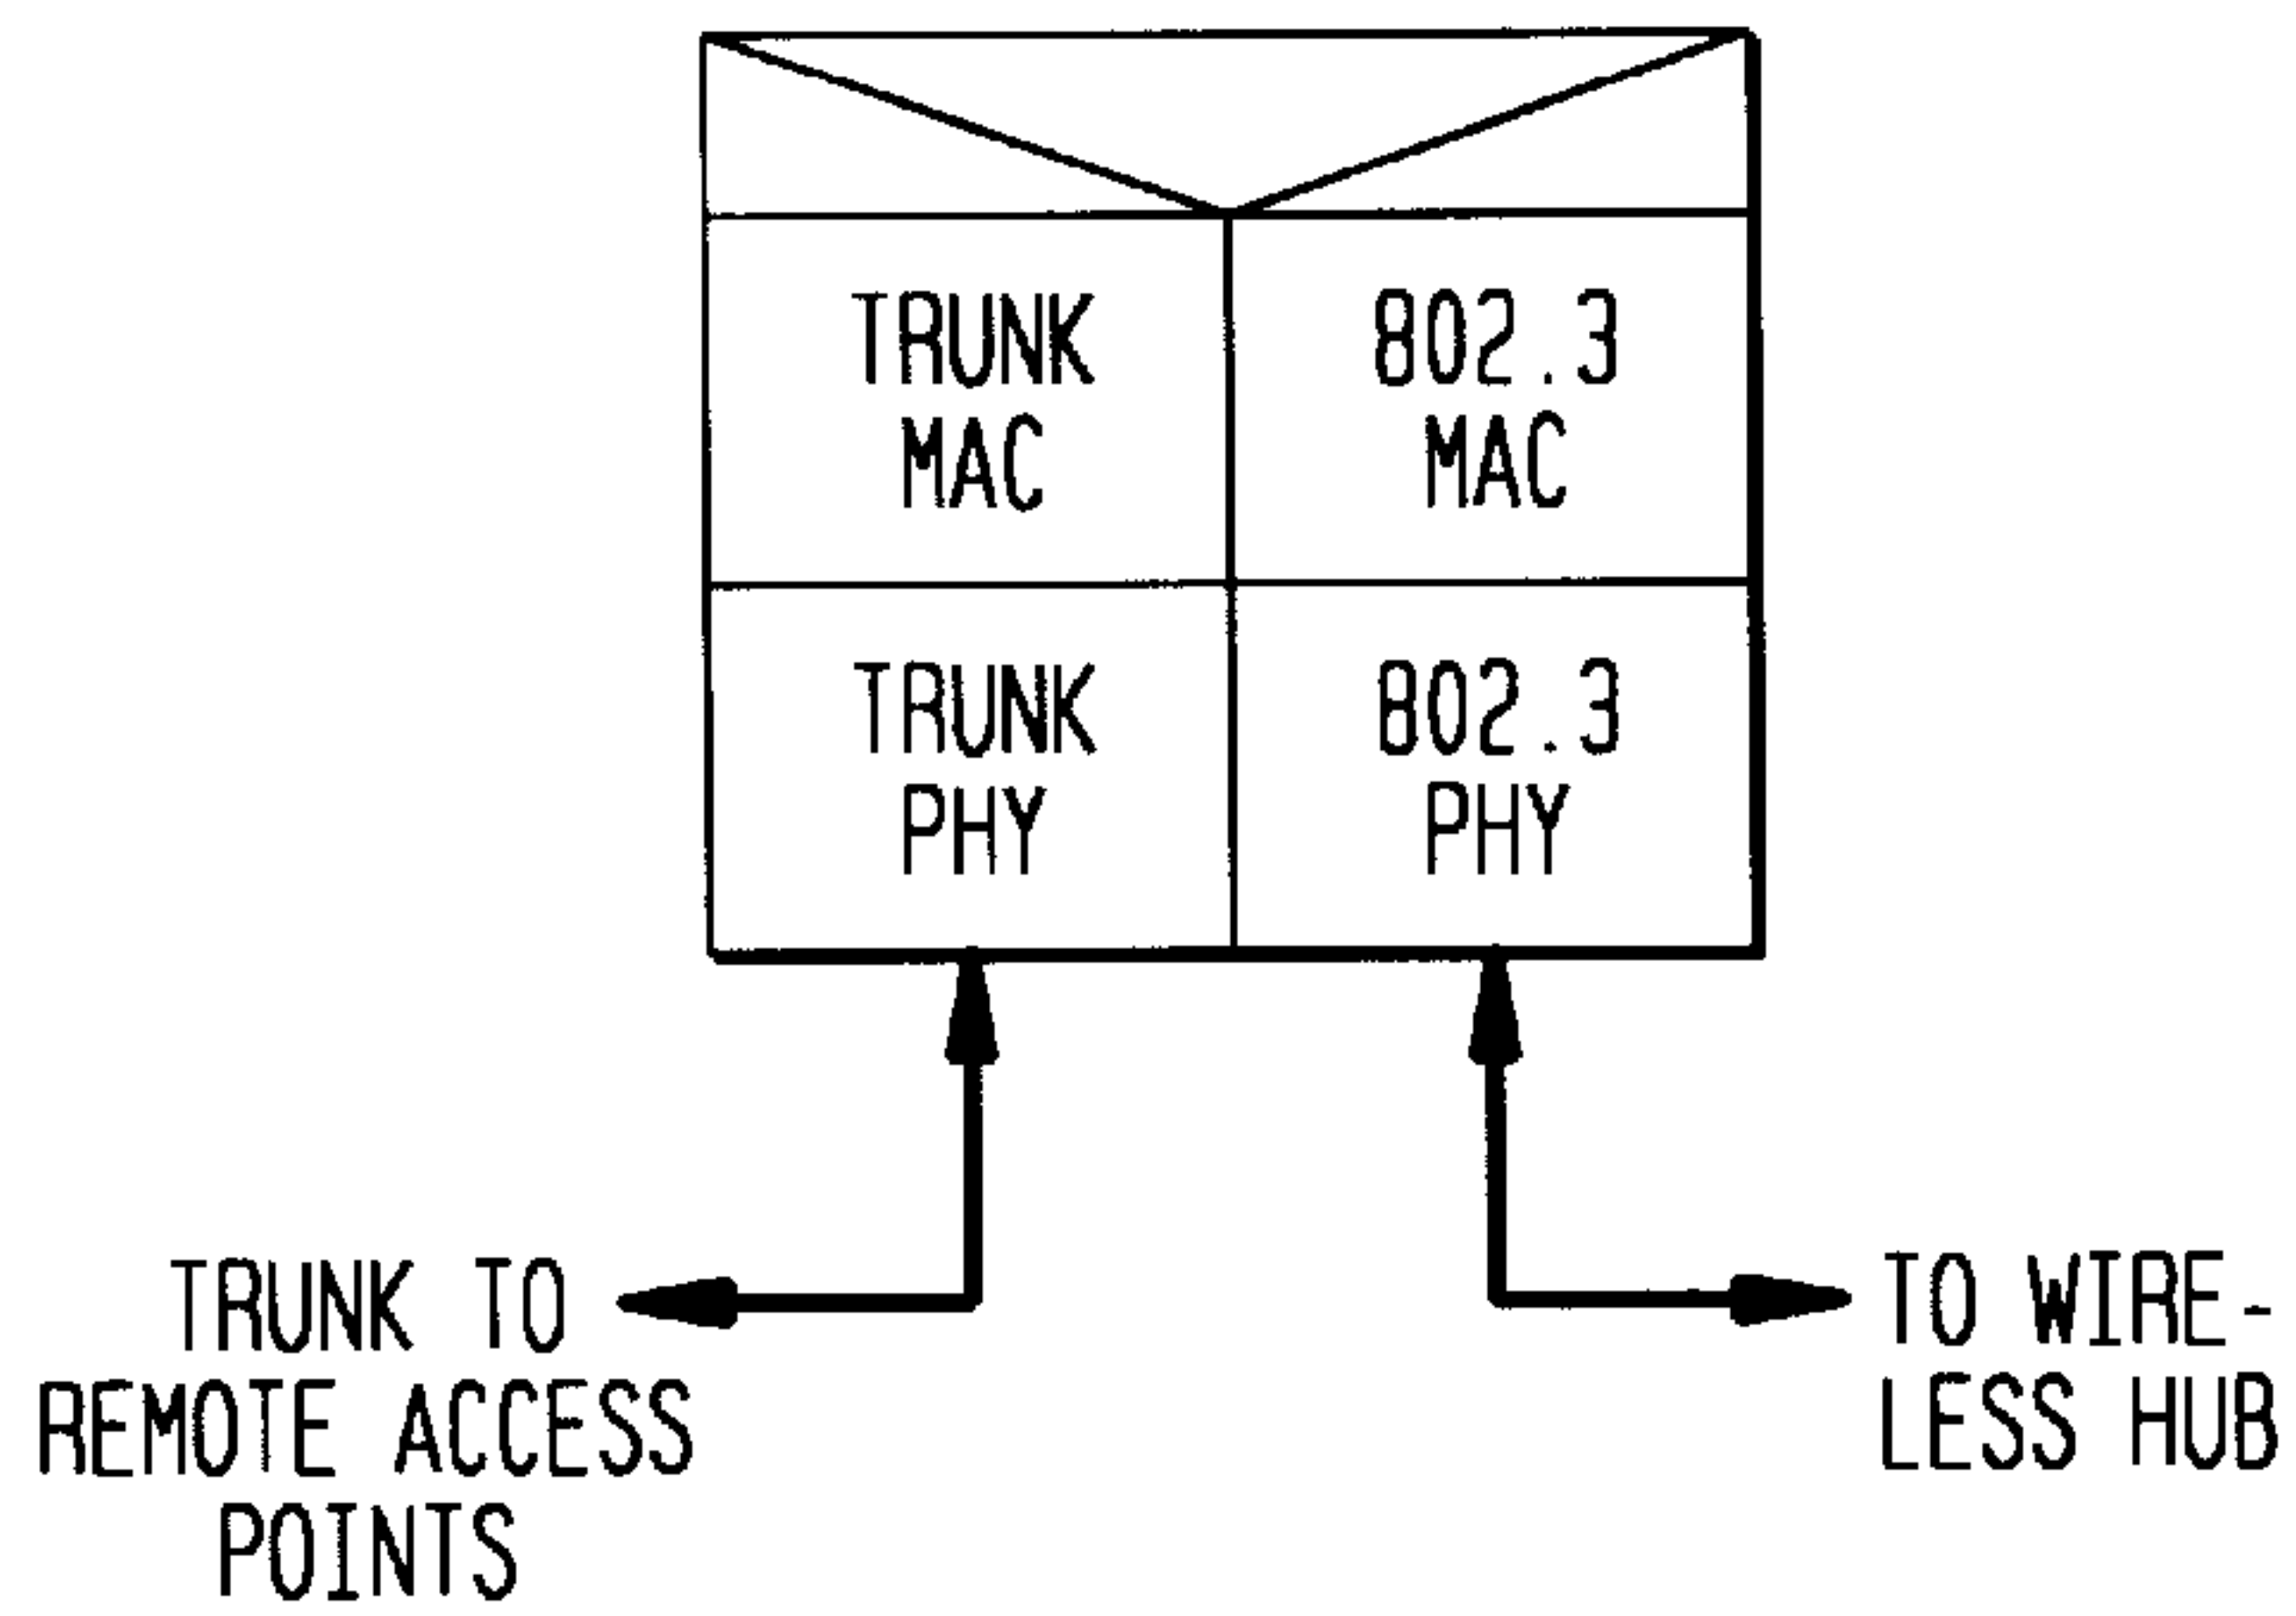 TRUNK
MAC
802.3
MAC
TRUNK
PHY
802.3
PHY
TRUNK TO
REMOTE ACCESS
POINTS
TO WIRE-
LESS HUB